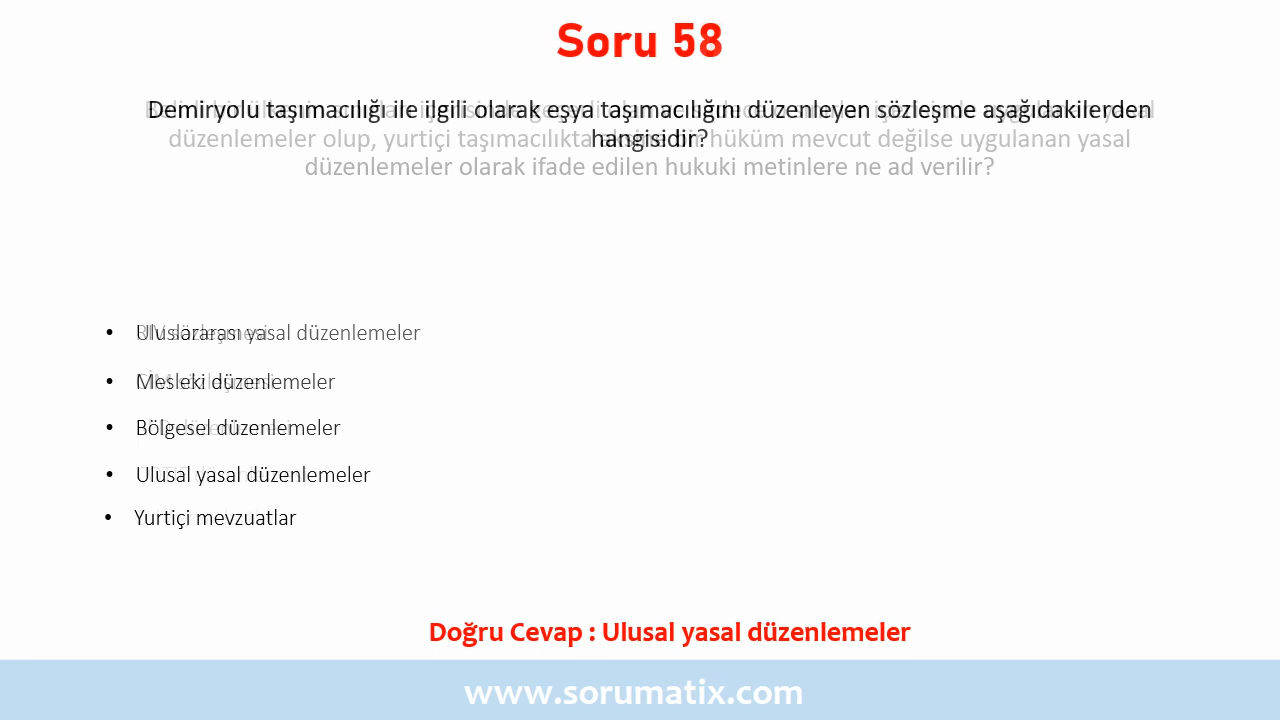 Soru 58
Demiryolu taşımacılığı ile ilgili olarak eşya taşımacılığını düzenleyen sözleşme aşağıdakilerden
hangisidir?
düzenlemeler olup, yurtiçi taşımacılıkta hüküm mevcut değilse uygulanan yasal
düzenlemeler olarak ifade edilen hukuki metinlere ne ad verilir?
• Uluslararası yasal düzenlemeler
• Mesleki düzenlemeler
• Bölgesel düzenlemeler
• Ulusal yasal düzenlemeler
• Yurtiçi mevzuatlar
Doğru Cevap : Ulusal yasal düzenlemeler
www.sorumatix.com